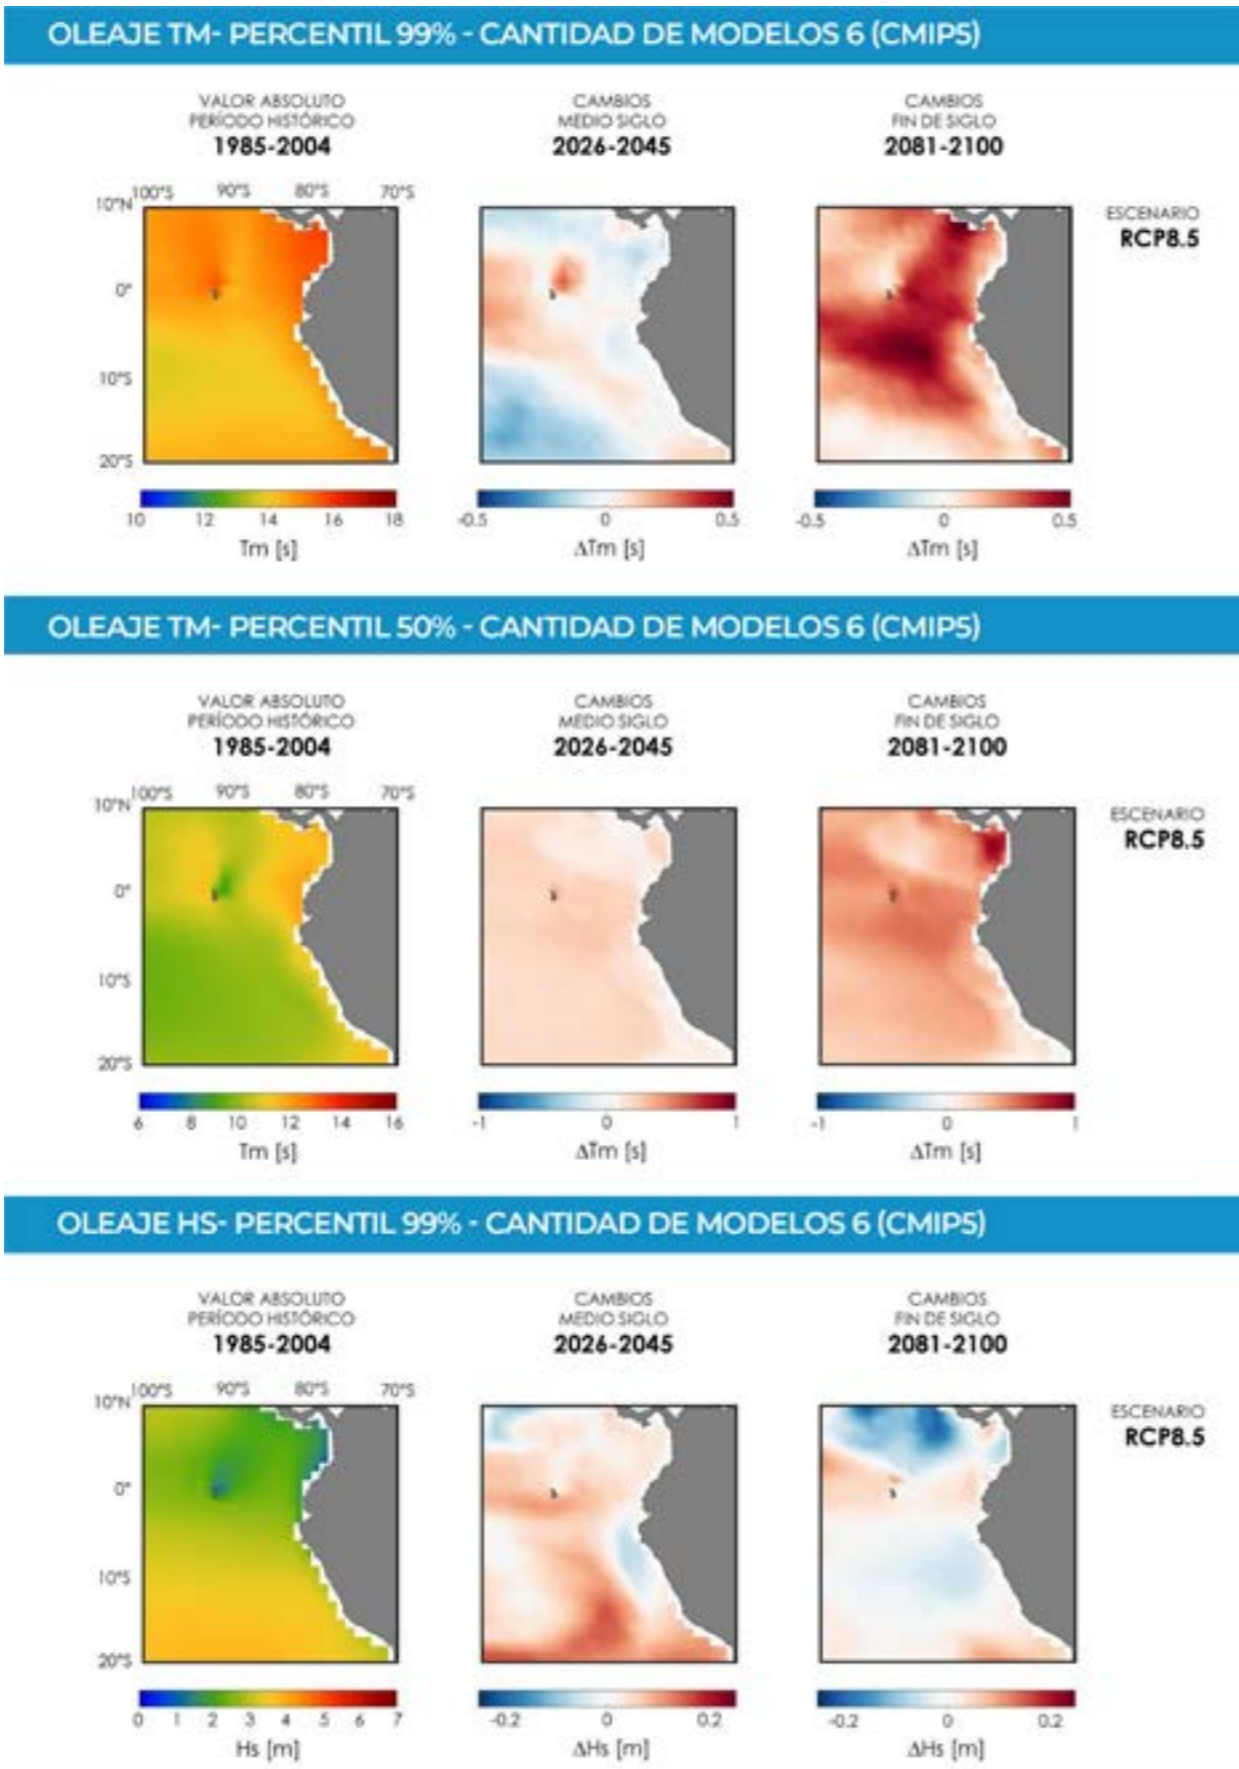 OLEAJE TM- PERCENTIL 99% - CANTIDAD DE MODELOS 6 (CMIP5)
VALOR ABSOLUTO
PERÍODO HISTÓRICO
1985-2004
CAMBIOS
MEDIO SIGLO
2026-2045
CAMBIOS
FIN DE SIGLO
2081-2100
100°S 90°S 80°S 70°S
10°N
0°
10°S
20°S
ESCENARIO
RCP8.5
10 12 14 16 18
Tm [s]
-0.5 0 0.5
ΔTm [s]
-0.5 0 0.5
ΔTm [s]
OLEAJE TM- PERCENTIL 50% - CANTIDAD DE MODELOS 6 (CMIP5)
VALOR ABSOLUTO
PERÍODO HISTÓRICO
1985-2004
CAMBIOS
MEDIO SIGLO
2026-2045
CAMBIOS
FIN DE SIGLO
2081-2100
100°S 90°S 80°S 70°S
10°N
0°
10°S
20°S
ESCENARIO
RCP8.5
6 8 10 12 14 16
Tm [s]
-1 0 1
ΔTm [s]
-1 0 1
ΔTm [s]
OLEAJE HS- PERCENTIL 99% - CANTIDAD DE MODELOS 6 (CMIP5)
VALOR ABSOLUTO
PERÍODO HISTÓRICO
1985-2004
CAMBIOS
MEDIO SIGLO
2026-2045
CAMBIOS
FIN DE SIGLO
2081-2100
100°S 90°S 80°S 70°S
10°N
0°
10°S
20°S
ESCENARIO
RCP8.5
0 1 2 3 4 5 6 7
Hs [m]
-0.2 0 0.2
ΔHs [m]
-0.2 0 0.2
ΔHs [m]